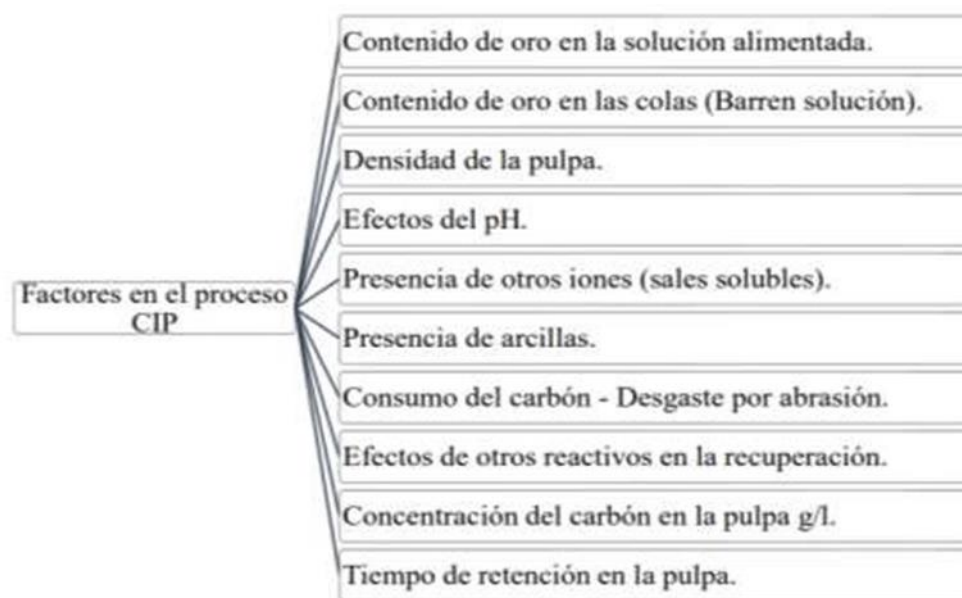 Contenido de oro en la solución alimentada.
Contenido de oro en las colas (Barren solución).
Densidad de la pulpa.
Efectos del pH.
Factores en el proceso
CIP
Presencia de otros iones (sales solubles).
Presencia de arcillas.
Consumo del carbón - Desgaste por abrasión.
Efectos de otros reactivos en la recuperación.
Concentración del carbón en la pulpa g/l.
Tiempo de retención en la pulpa.